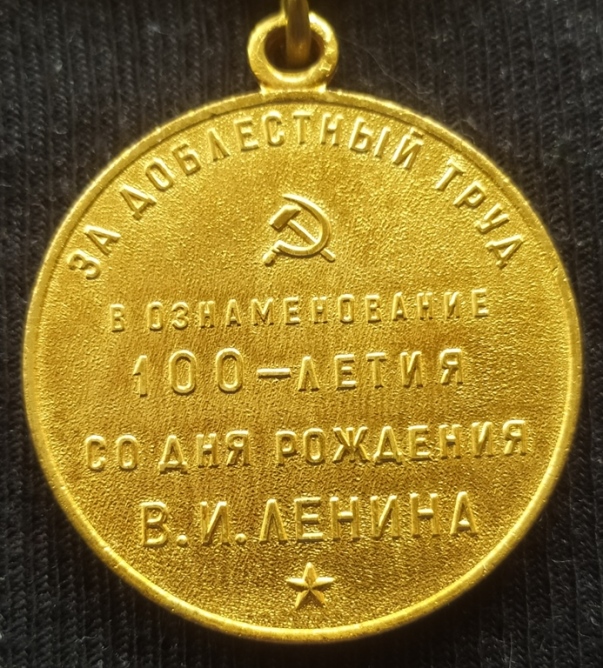 ЗА ДОБЛЕСТНЫЙ ТРУД
В ОЗНАМЕНОВАНИЕ
100-ЛЕТИЯ
СО ДНЯ РОЖДЕНИЯ
В.И.ЛЕНИНА